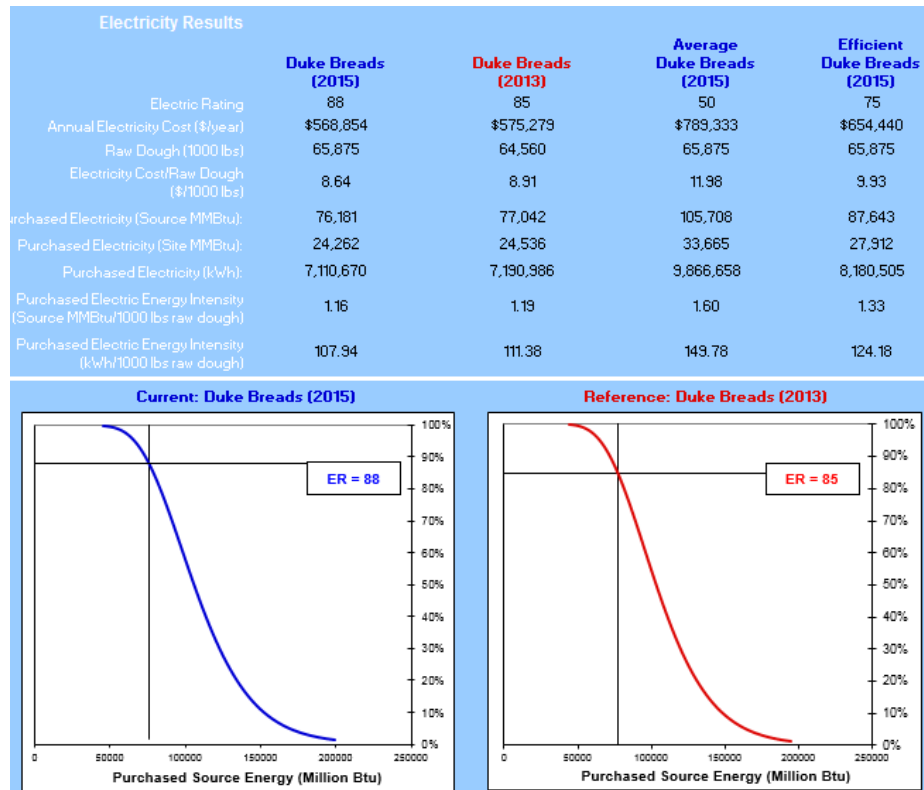 Electricity Results
Duke Breads (2015) Duke Breads (2013) Average Duke Breads (2015) Efficient Duke Breads (2015)
Electric Rating 88 85 50 75
Annual Electricity Cost ($/year) $568,854 $575,279 $789,333 $654,440
Raw Dough (1000 lbs) 65,875 64,560 65,875 65,875
Electricity Cost/Raw Dough ($/1000 lbs) 8.64 8.91 11.98 9.93
urchased Electricity (Source MMBtu): 76,181 77,042 105,708 87,643
Purchased Electricity (Site MMBtu): 24,262 24,536 33,665 27,912
Purchased Electricity (kWh): 7,110,670 7,190,986 9,866,658 8,180,505
Purchased Electric Energy Intensity (Source MMBtu/1000 lbs raw dough) 1.16 1.19 1.60 1.33
Purchased Electric Energy Intensity (kWh/1000 lbs raw dough) 107.94 111.38 149.78 124.18
Current: Duke Breads (2015)
100%
90%
ER = 88
80%
70%
60%
50%
40%
30%
20%
10%
0%
0 50000 100000 150000 200000 250000
Purchased Source Energy (Million Btu)
Reference: Duke Breads (2013)
100%
90%
ER = 85
80%
70%
60%
50%
40%
30%
20%
10%
0%
0 50000 100000 150000 200000 250000
Purchased Source Energy (Million Btu)